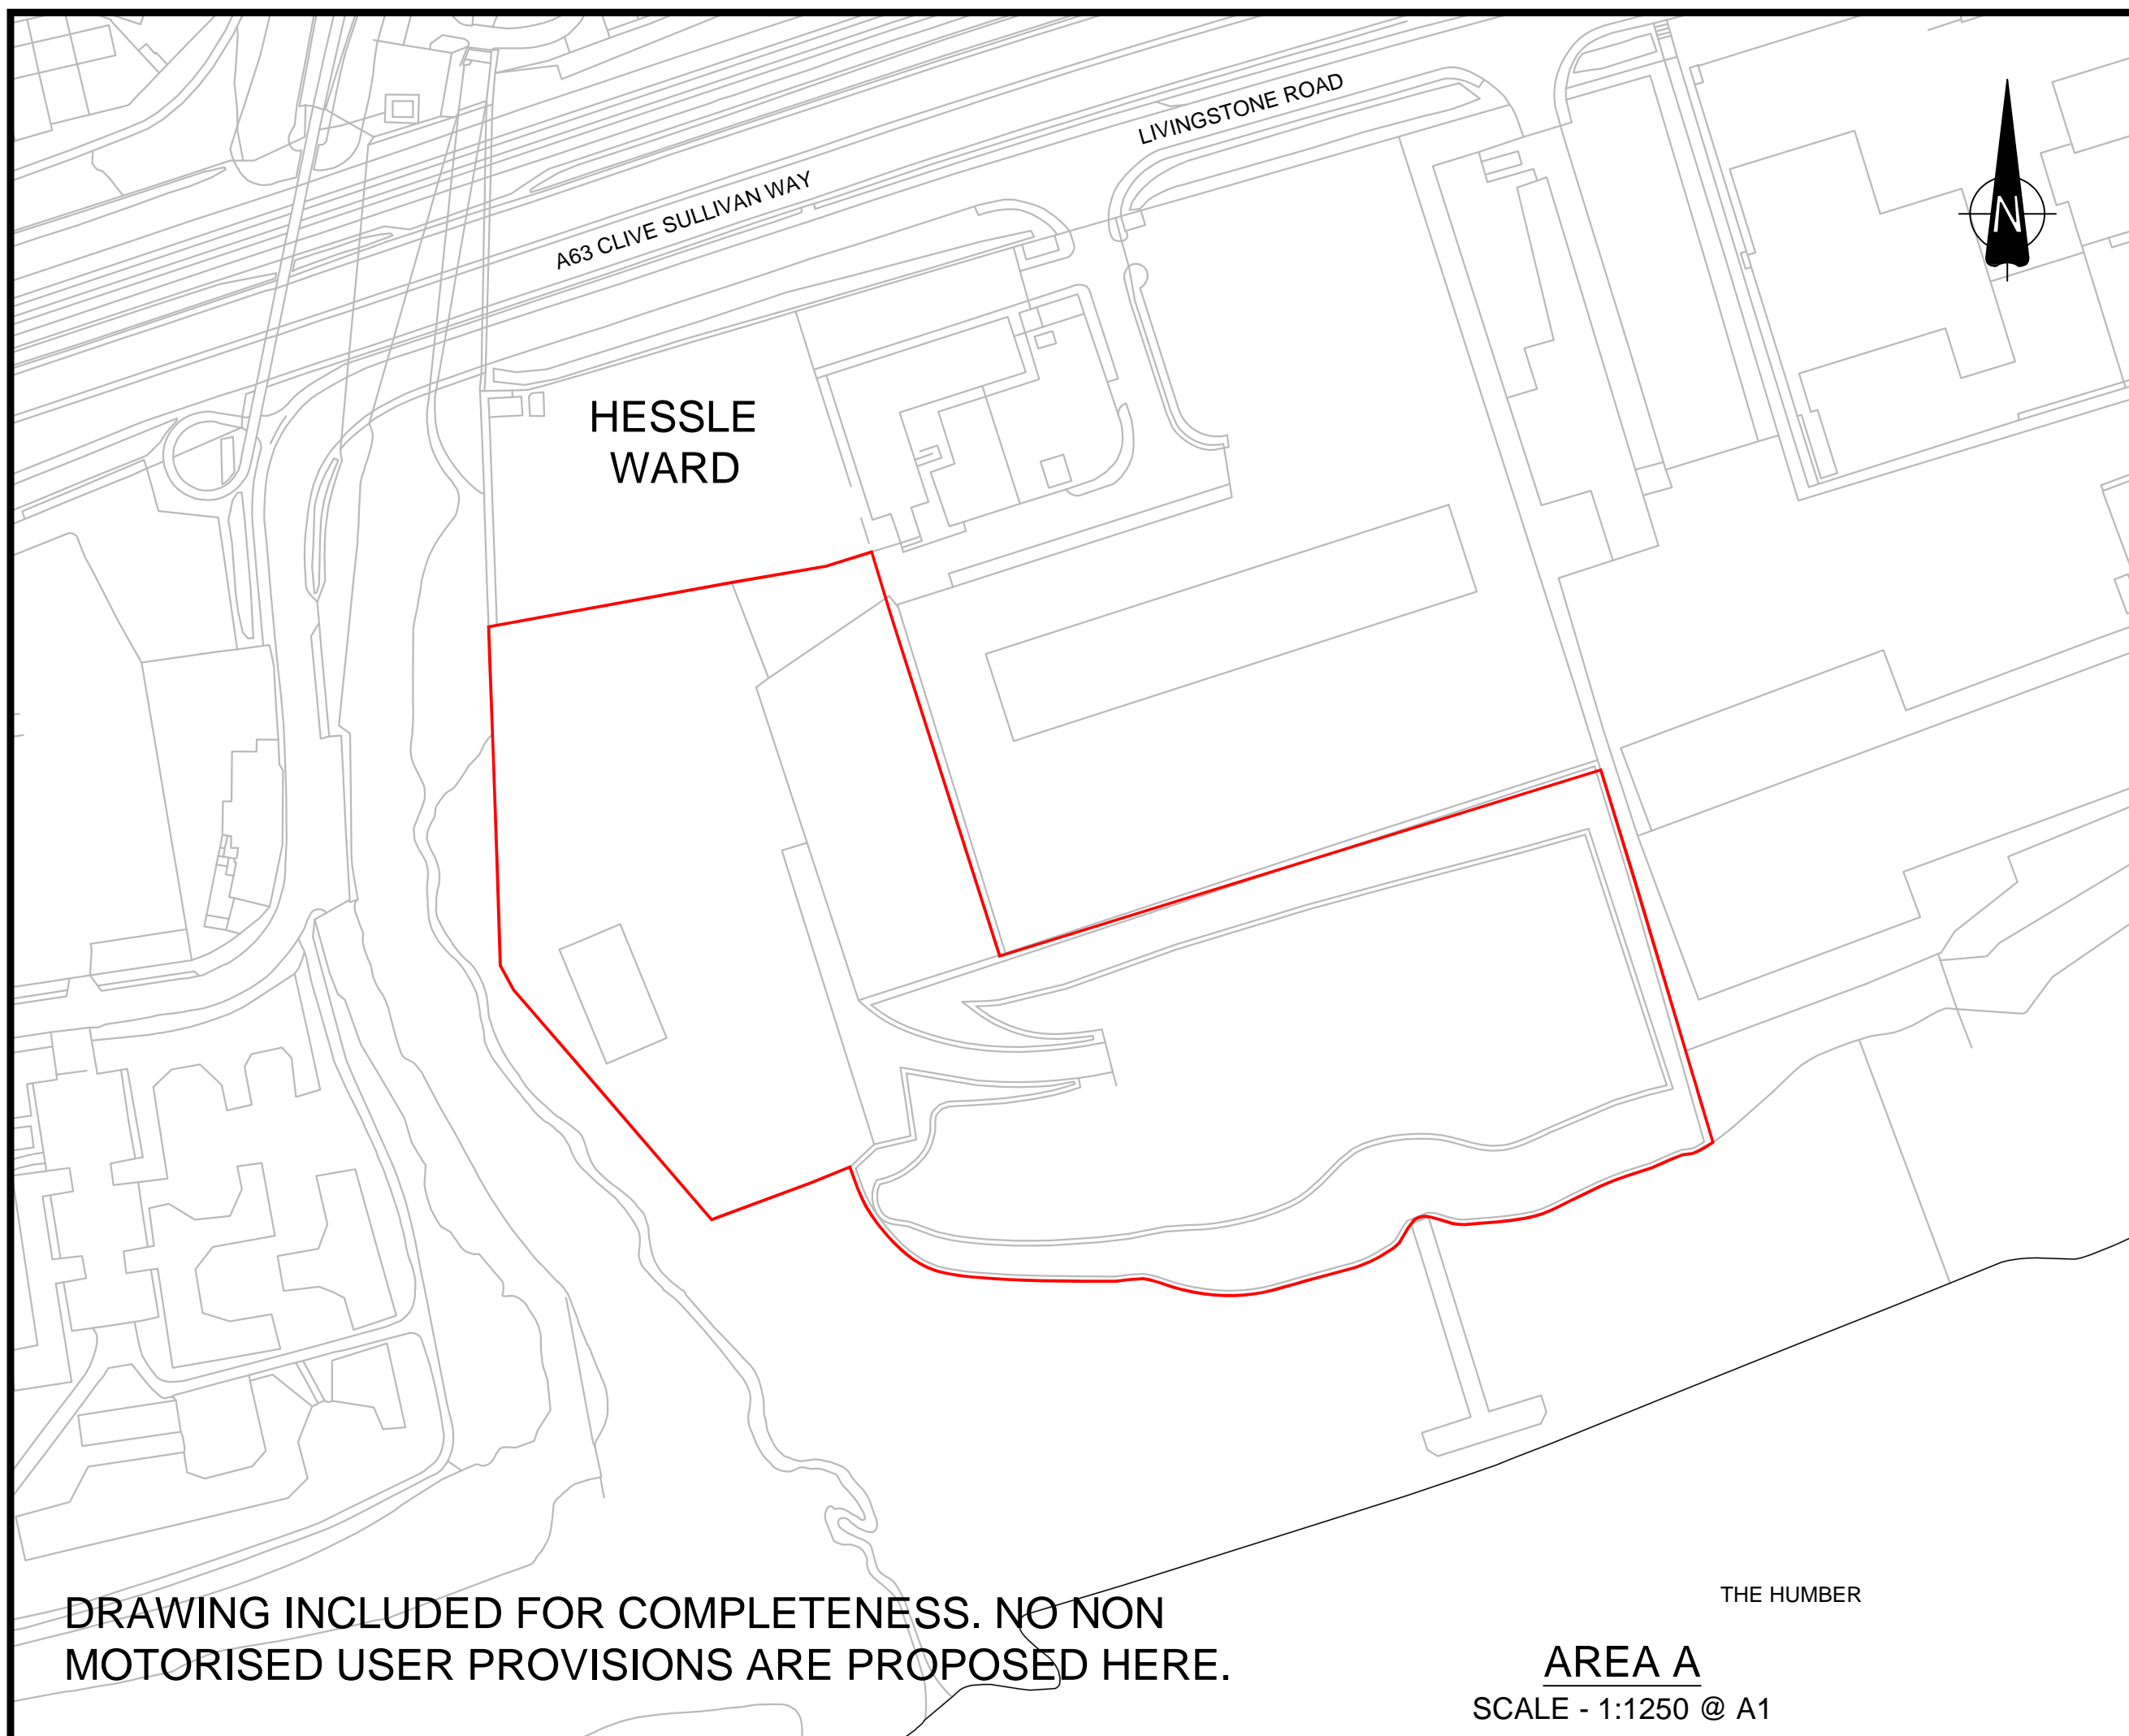 LIVINGSTONE ROAD
A63 CLIVE SULLIVAN WAY
N
HESSLE
WARD
DRAWING INCLUDED FOR COMPLETENESS. NO NON
MOTORISED USER PROVISIONS ARE PROPOSED HERE.
THE HUMBER
AREA A
SCALE - 1:1250 @ A1